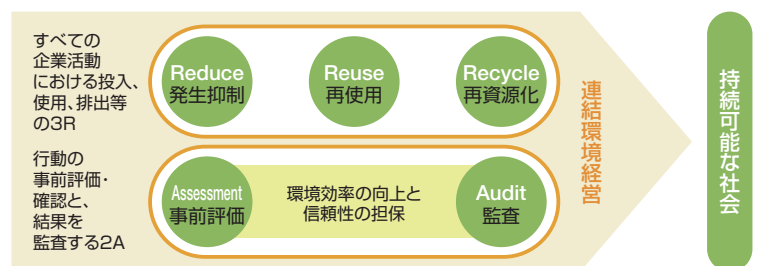 すべての
企業活動
における投入、
使用、排出等
の3R
Reduce
発生抑制
Reuse
再使用
Recycle
再資源化
行動の
事前評価・
確認と、
結果を
監査する2A
Assessment
事前評価
環境効率の向上と
信頼性の担保
Audit
監査
連結環境経営
持続可能な社会